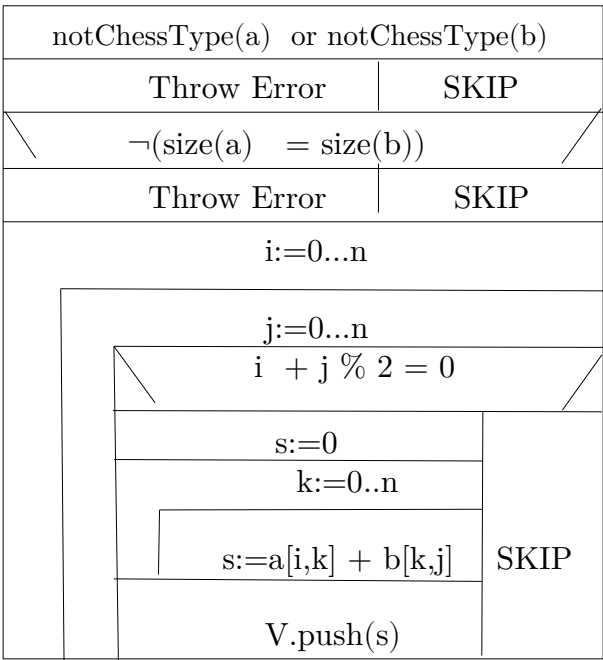 notChessType(a) or notChessType(b)
Throw Error SKIP
¬(size(a) = size(b))
Throw Error SKIP
i:=0...n
j:=0...n
i + j % 2 = 0
s:=0
k:=0..n
s:=a[i,k] + b[k,j] SKIP
V.push(s)